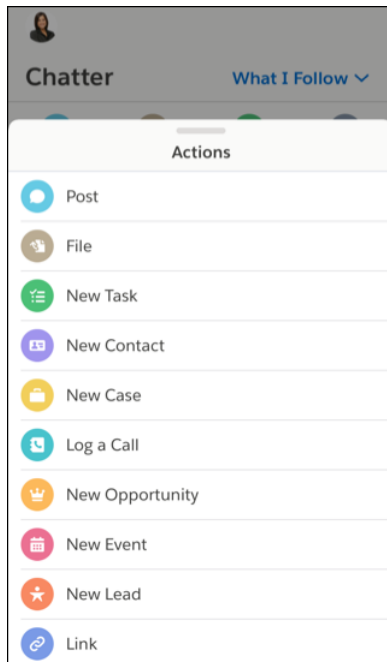 Chatter
What I Follow
Actions
Post
File
New Task
New Contact
New Case
Log a Call
New Opportunity
New Event
New Lead
Link